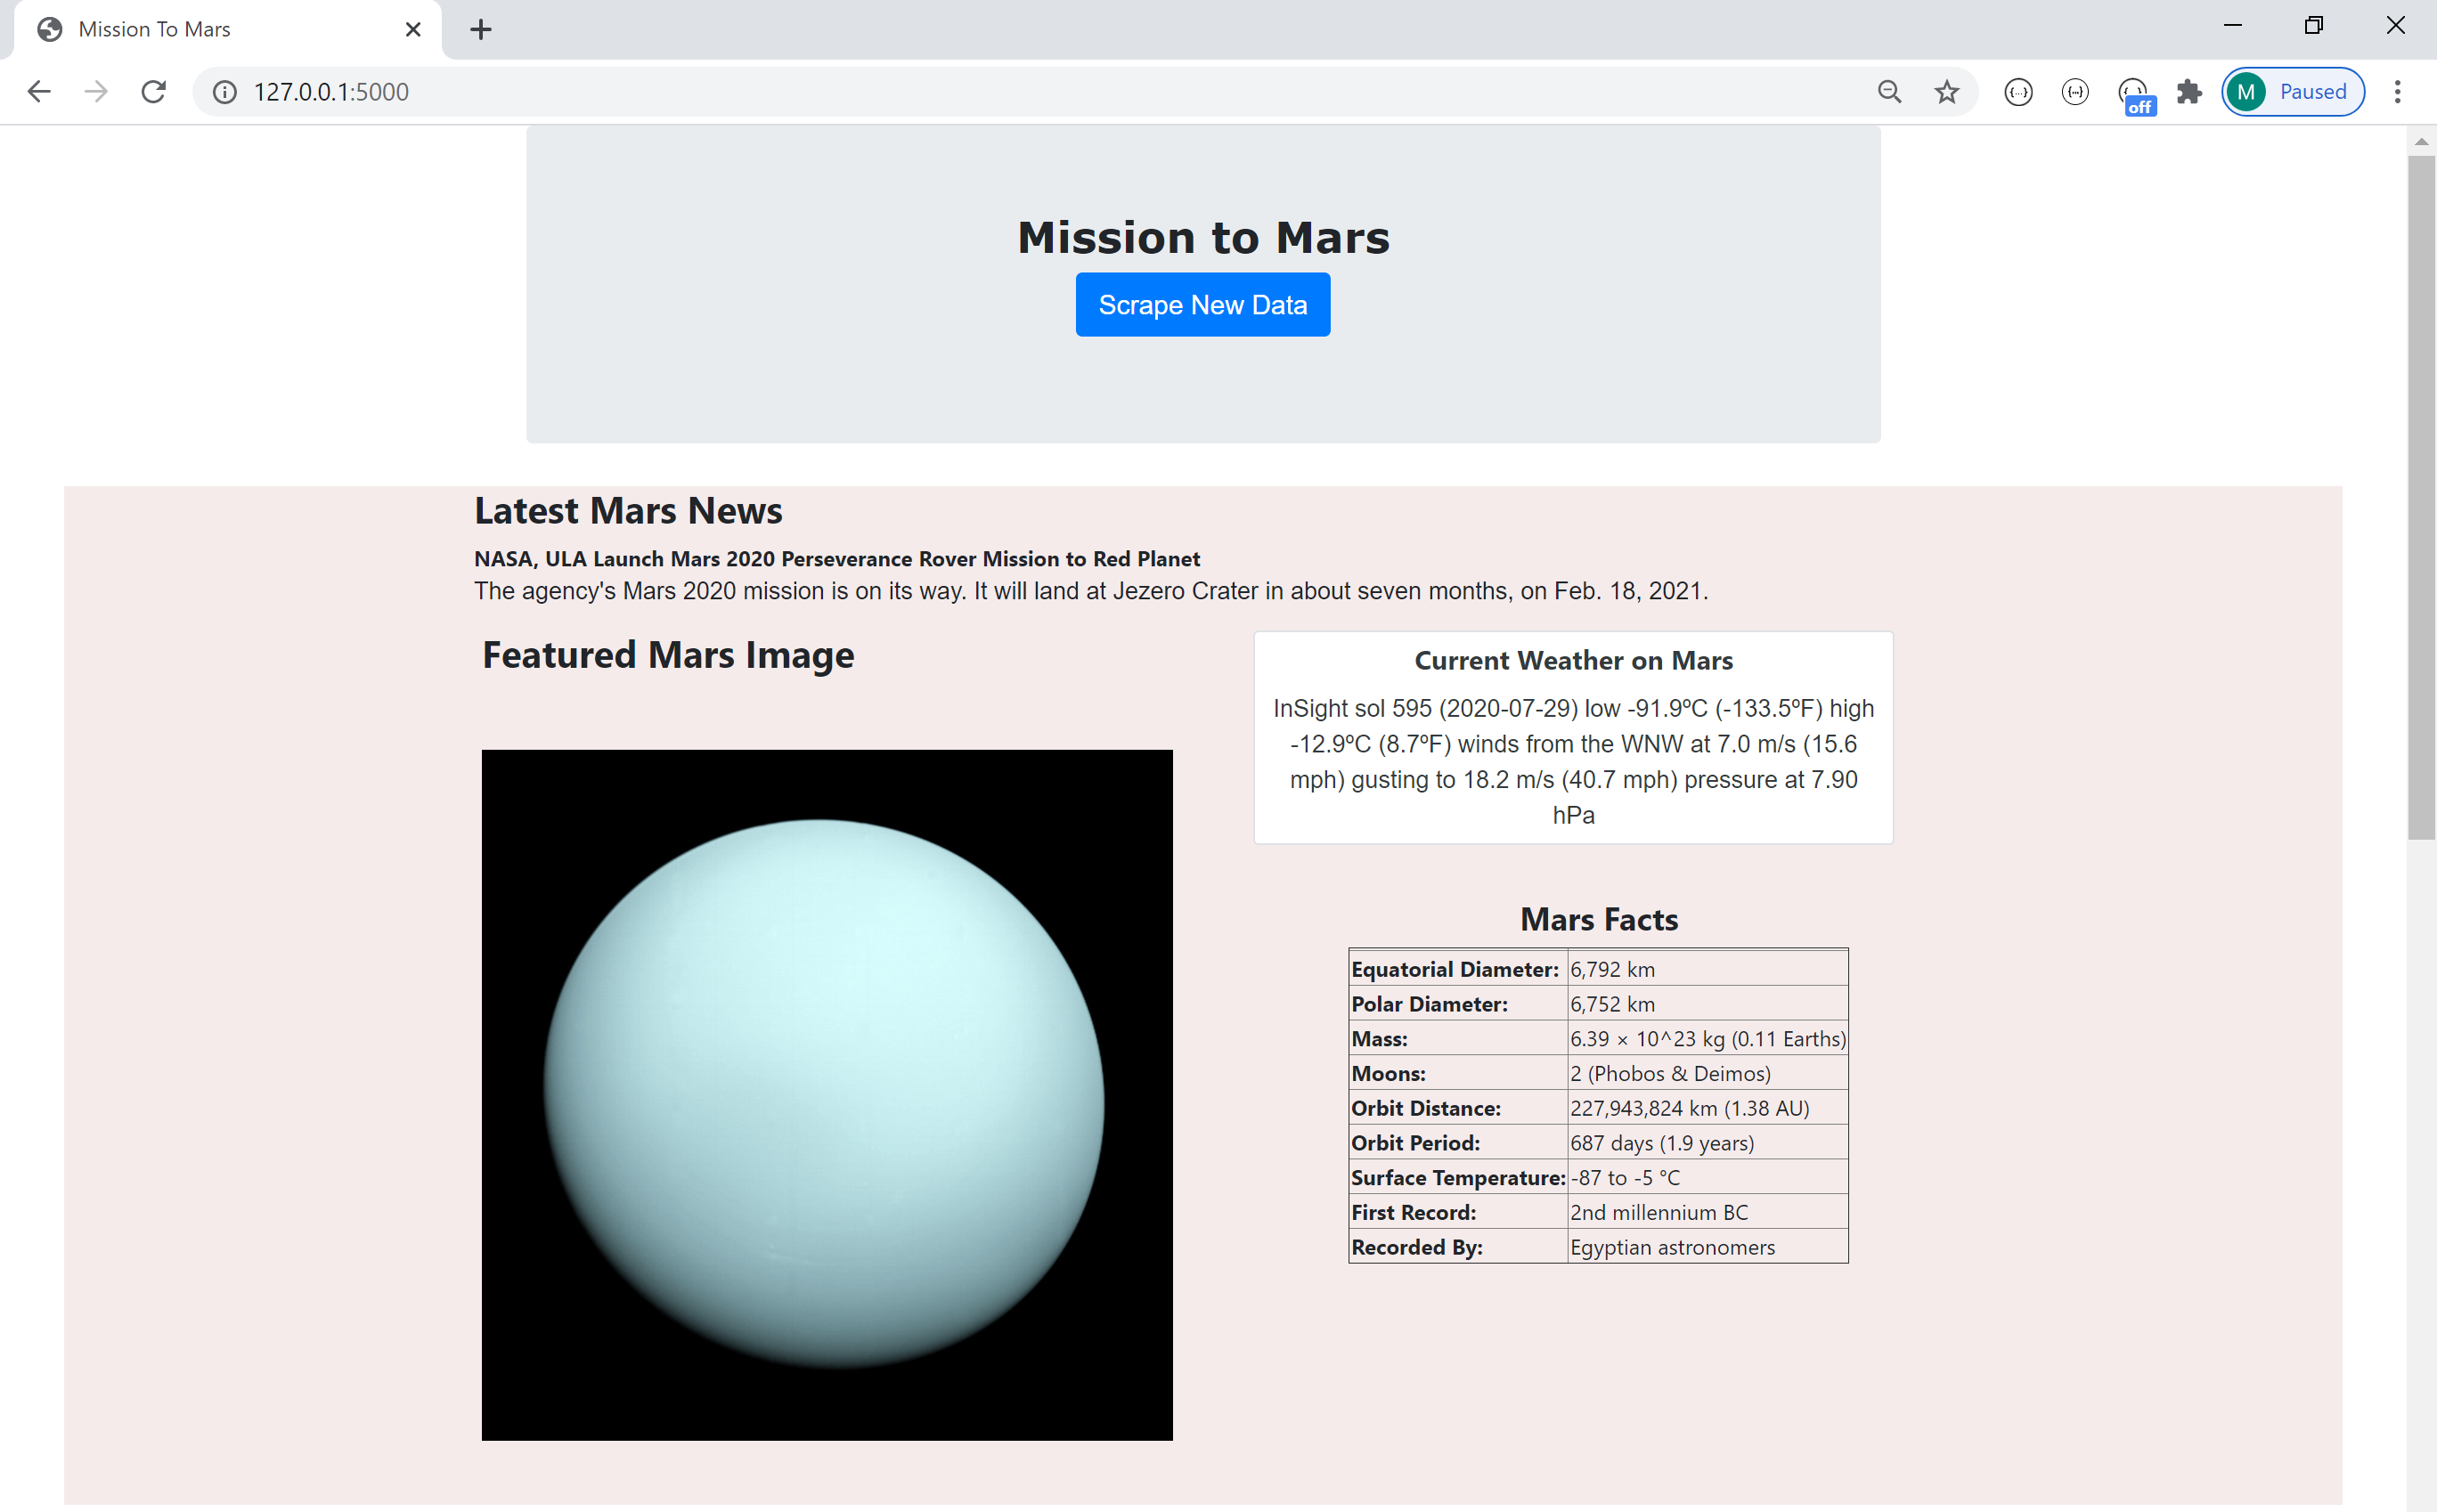 Mission To Mars
127.0.0.1:5000
off
M
Paused
Mission to Mars
Scrape New Data
Latest Mars News
NASA, ULA Launch Mars 2020 Perseverance Rover Mission to Red Planet
The agency's Mars 2020 mission is on its way. It will land at Jezero Crater in about seven months, on Feb. 18, 2021.
Featured Mars Image
Current Weather on Mars
InSight sol 595 (2020-07-29) low -91.9ºC (-133.5ºF) high
-12.9ºC (8.7ºF) winds from the WNW at 7.0 m/s (15.6
mph) gusting to 18.2 m/s (40.7 mph) pressure at 7.90
hPa
Mars Facts
Equatorial Diameter: 6,792 km
Polar Diameter: 6,752 km
Mass: 6.39 × 10^23 kg (0.11 Earths)
Moons: 2 (Phobos & Deimos)
Orbit Distance: 227,943,824 km (1.38 AU)
Orbit Period: 687 days (1.9 years)
Surface Temperature: -87 to -5 °C
First Record: 2nd millennium BC
Recorded By: Egyptian astronomers